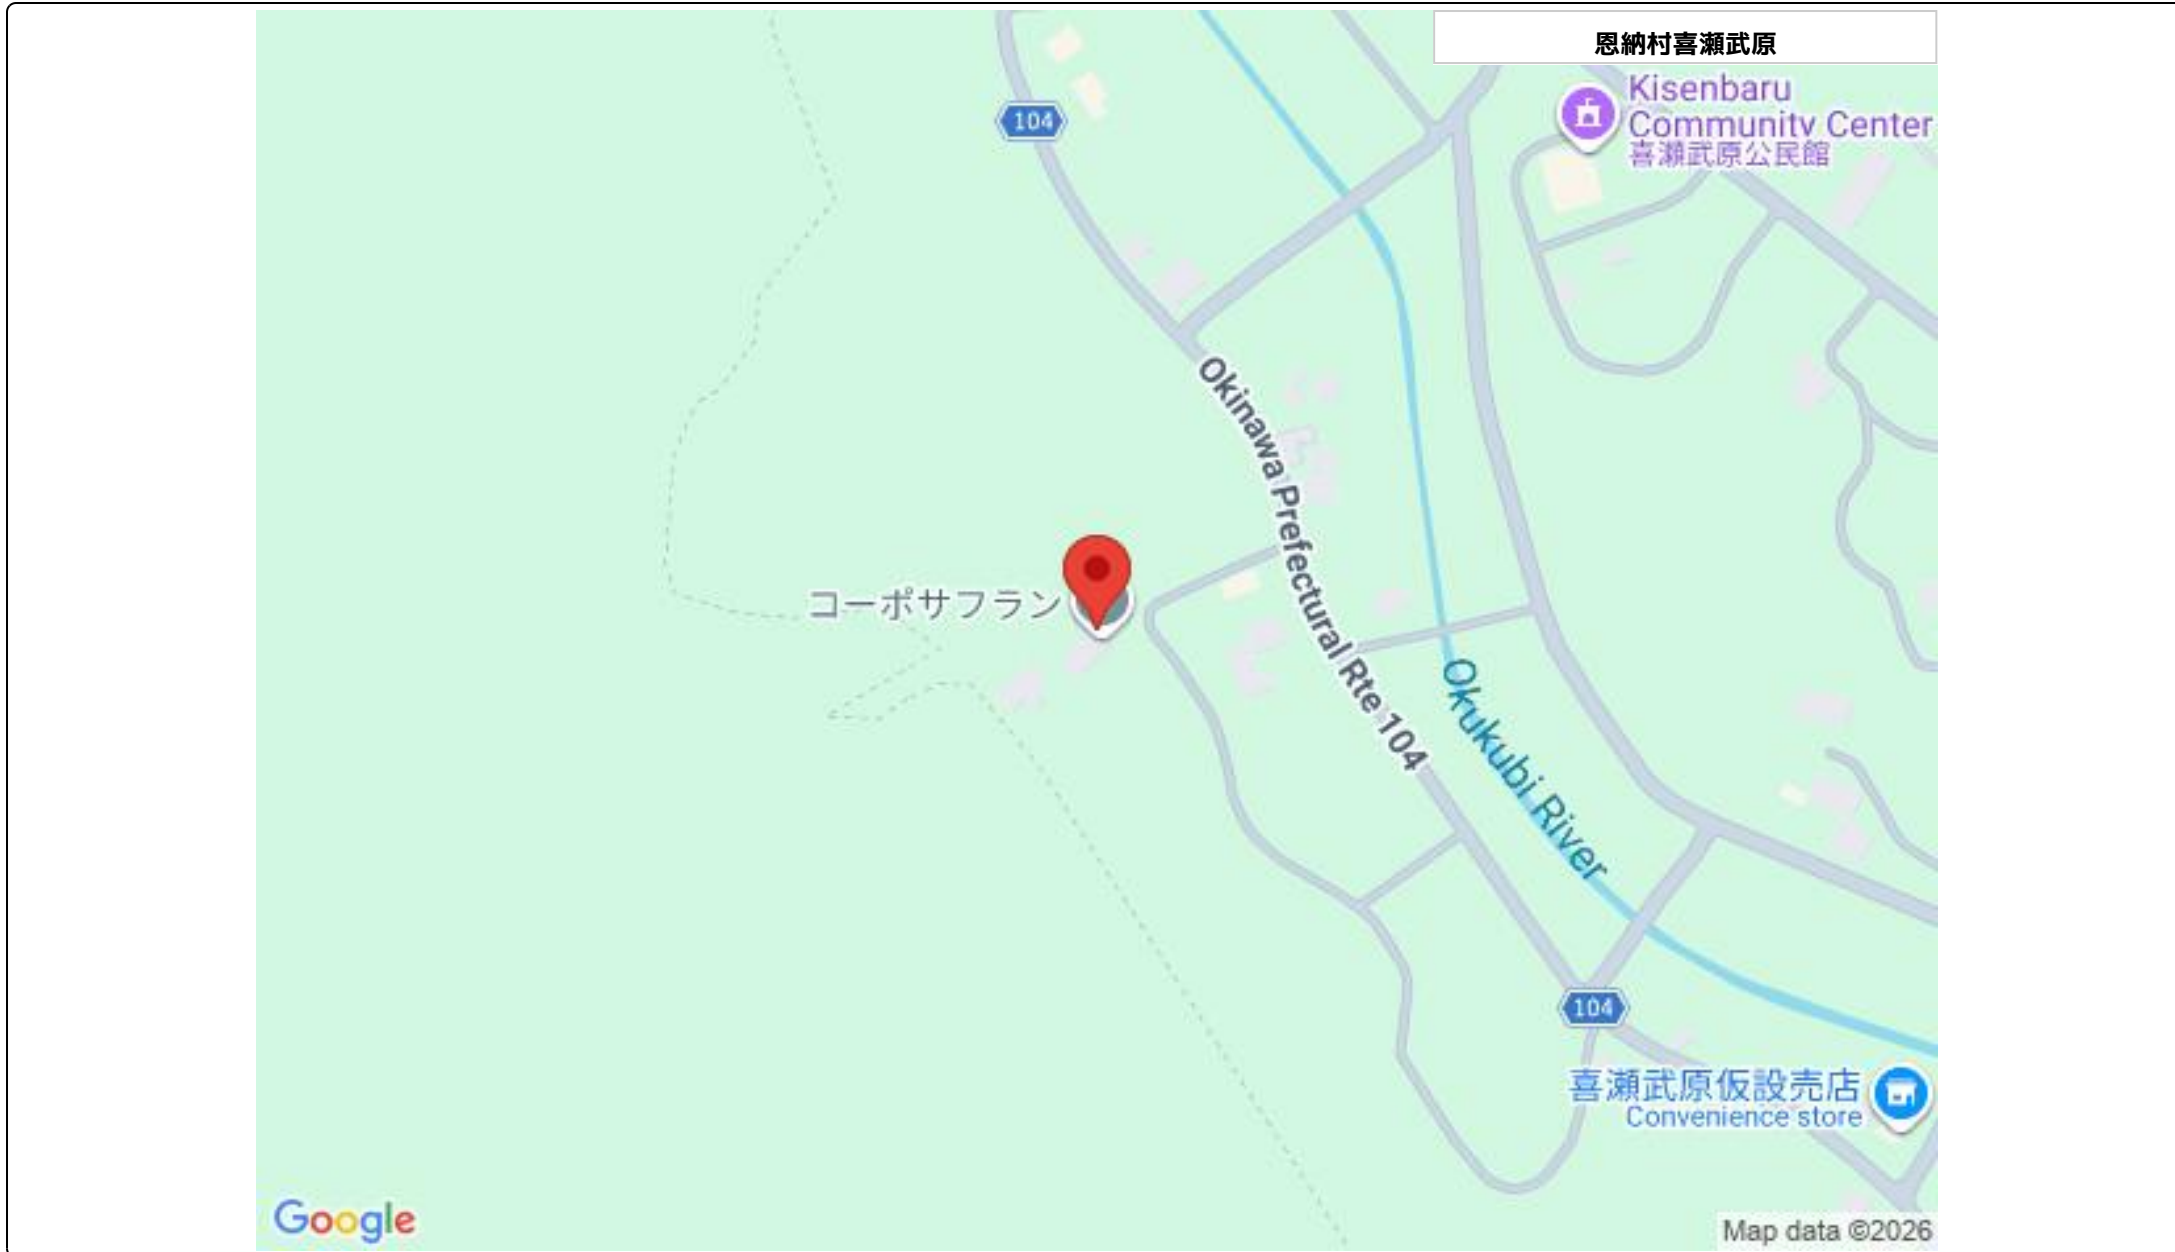 恩納村喜瀬武原
104
Kisenbaru
Community Center
喜瀬武原公民館
Okinawa Prefectural Rte 104
コーポサフラン
Okukubi River
104
喜瀬武原仮設売店
Convenience store
Google
Map data ©2026